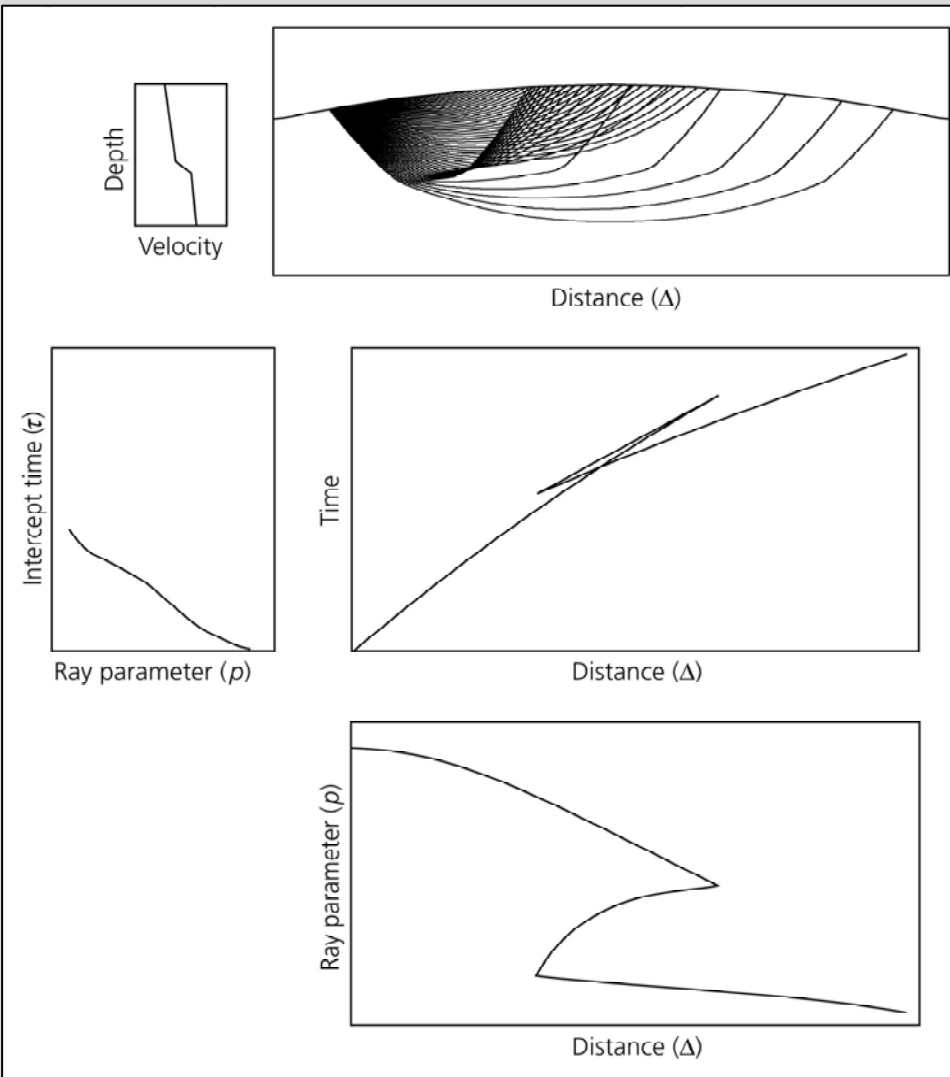 Depth
Velocity
Distance (Δ)
Intercept time (τ)
Ray parameter (p)
Time
Distance (Δ)
Ray parameter (p)
Distance (Δ)